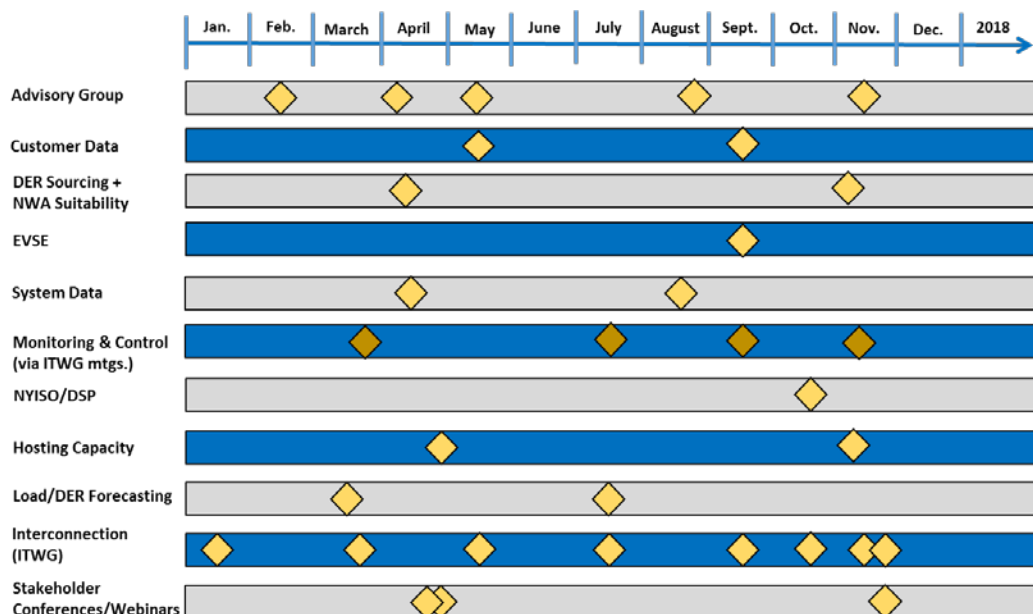 Jan. Feb. March April May June July August Sept. Oct. Nov. Dec. 2018
Advisory Group
Customer Data
DER Sourcing +
NWA Suitability
EVSE
System Data
Monitoring & Control
(via ITWG mtgs.)
NYISO/DSP
Hosting Capacity
Load/DER Forecasting
Interconnection
(ITWG)
Stakeholder
Conferences/Webinars